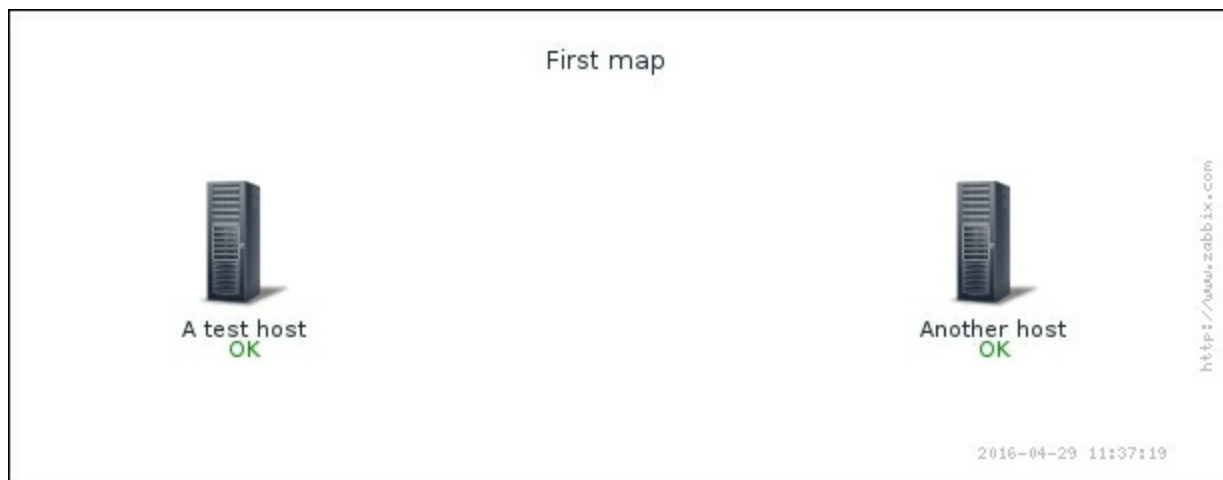 First map
A test host
OK
Another host
OK
http://www.zabbix.com
2016-04-29 11:37:19